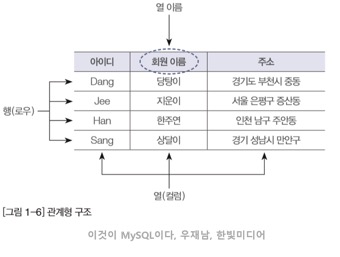 열 이름
아이디 회원 이름 주소
Dang 당탕이 경기도 부천시 중동
Jee 지운이 서울 은평구 증산동
행(로우)
Han 한주연 인천 남구 주안동
Sang 상달이 경기 성남시 만안구
열(컬럼)
[그림 1-6] 관계형 구조
이것이 MySQL이다, 우재남, 한빛미디어